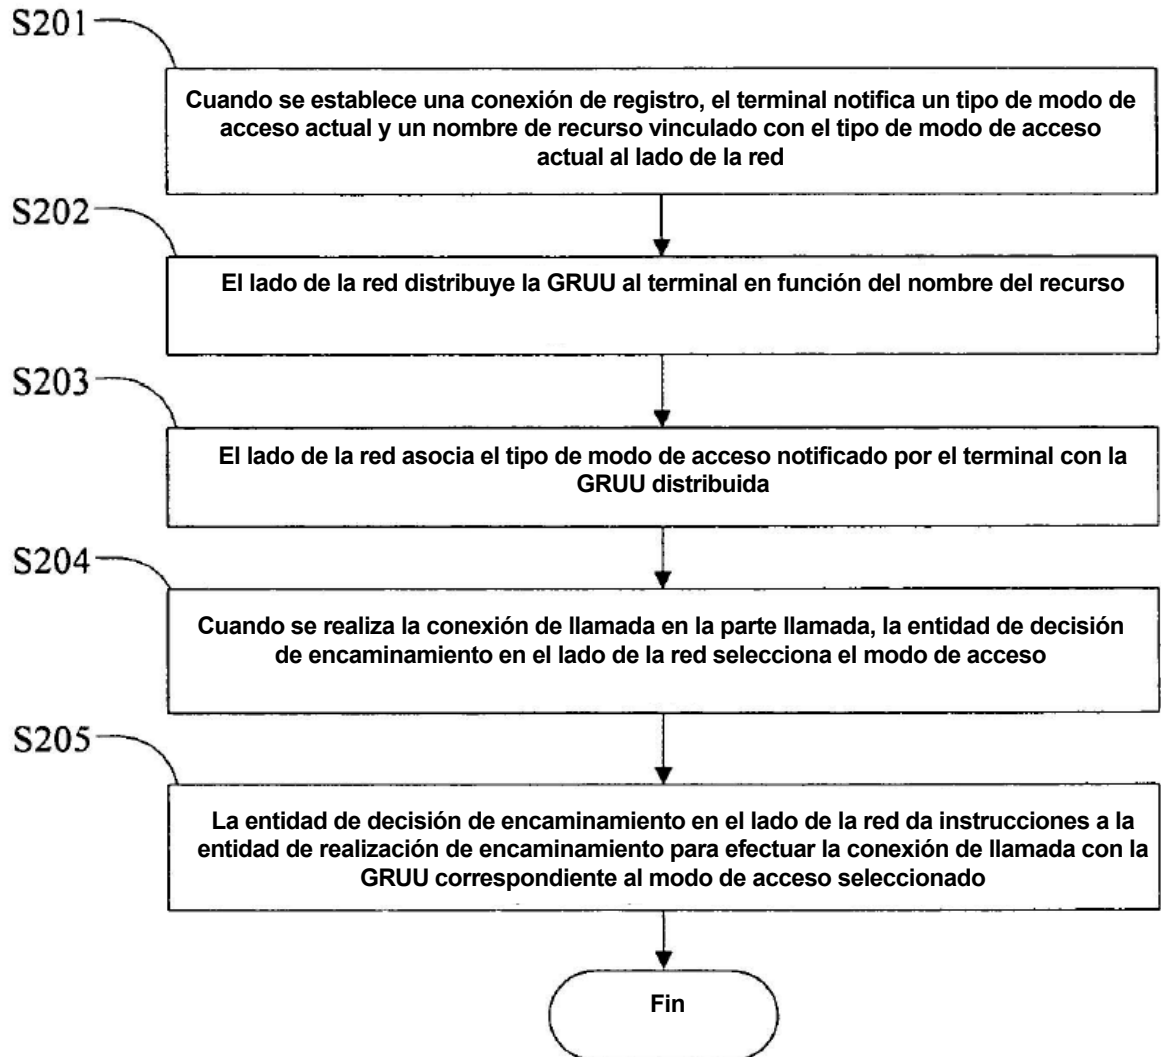 S201
Cuando se establece una conexión de registro, el terminal notifica un tipo de modo de
acceso actual y un nombre de recurso vinculado con el tipo de modo de acceso
actual al lado de la red
S202
El lado de la red distribuye la GRUU al terminal en función del nombre del recurso
S203
El lado de la red asocia el tipo de modo de acceso notificado por el terminal con la
GRUU distribuida
S204
Cuando se realiza la conexión de llamada en la parte llamada, la entidad de decisión
de encaminamiento en el lado de la red selecciona el modo de acceso
S205
La entidad de decisión de encaminamiento en el lado de la red da instrucciones a la
entidad de realización de encaminamiento para efectuar la conexión de llamada con la
GRUU correspondiente al modo de acceso seleccionado
Fin